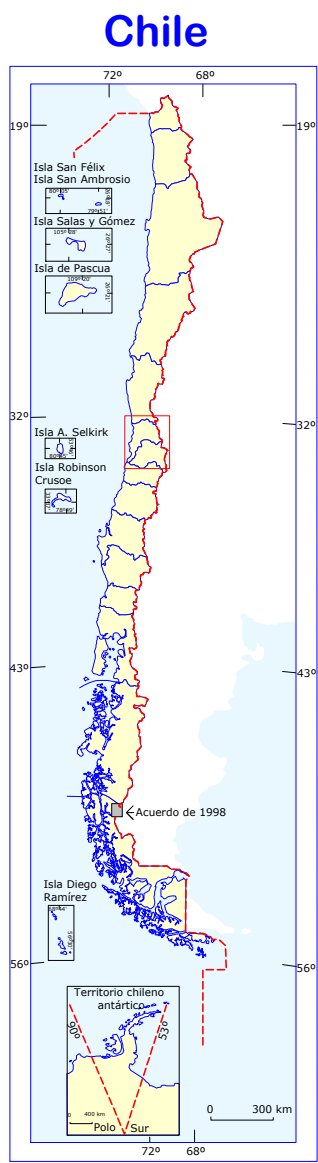 Chile
72º 68º
19º 19º
Isla San Félix
Isla San Ambrosio
Isla Salas y Gómez
Isla de Pascua
32º 32º
Isla A. Selkirk
Isla Robinson
Crusoe
43º 43º
Acuerdo de 1998
Isla Diego
Ramírez
56º 56º
Territorio chileno
antártico
90º 53º
400 km
Polo Sur
0 300 km
72º 68º